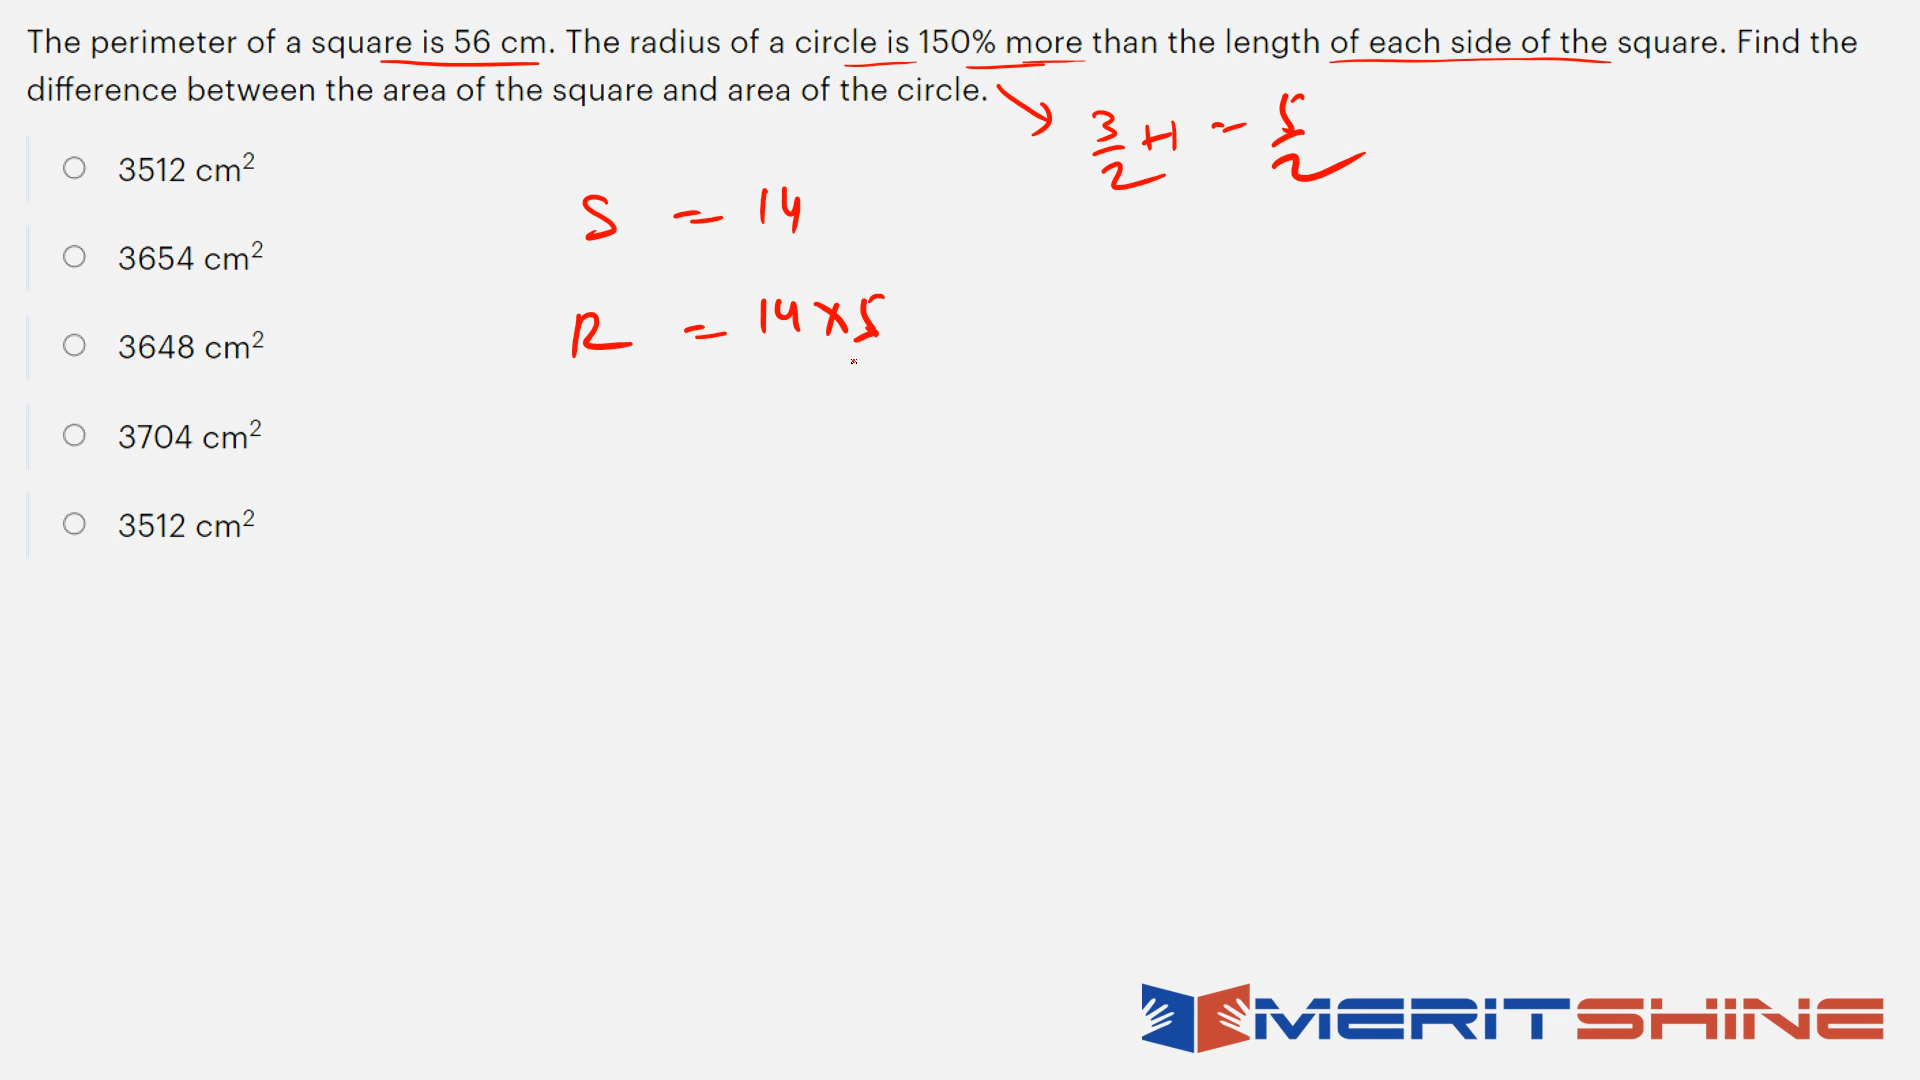 The perimeter of a square is 56 cm. The radius of a circle is 150% more than the length of each side of the square. Find the
difference between the area of the square and area of the circle.
3/2 +1 = 5/2
3512 cm²
S = 14
3654 cm²
R = 14 x 5
3648 cm²
3704 cm²
3512 cm²
MERITSHINE